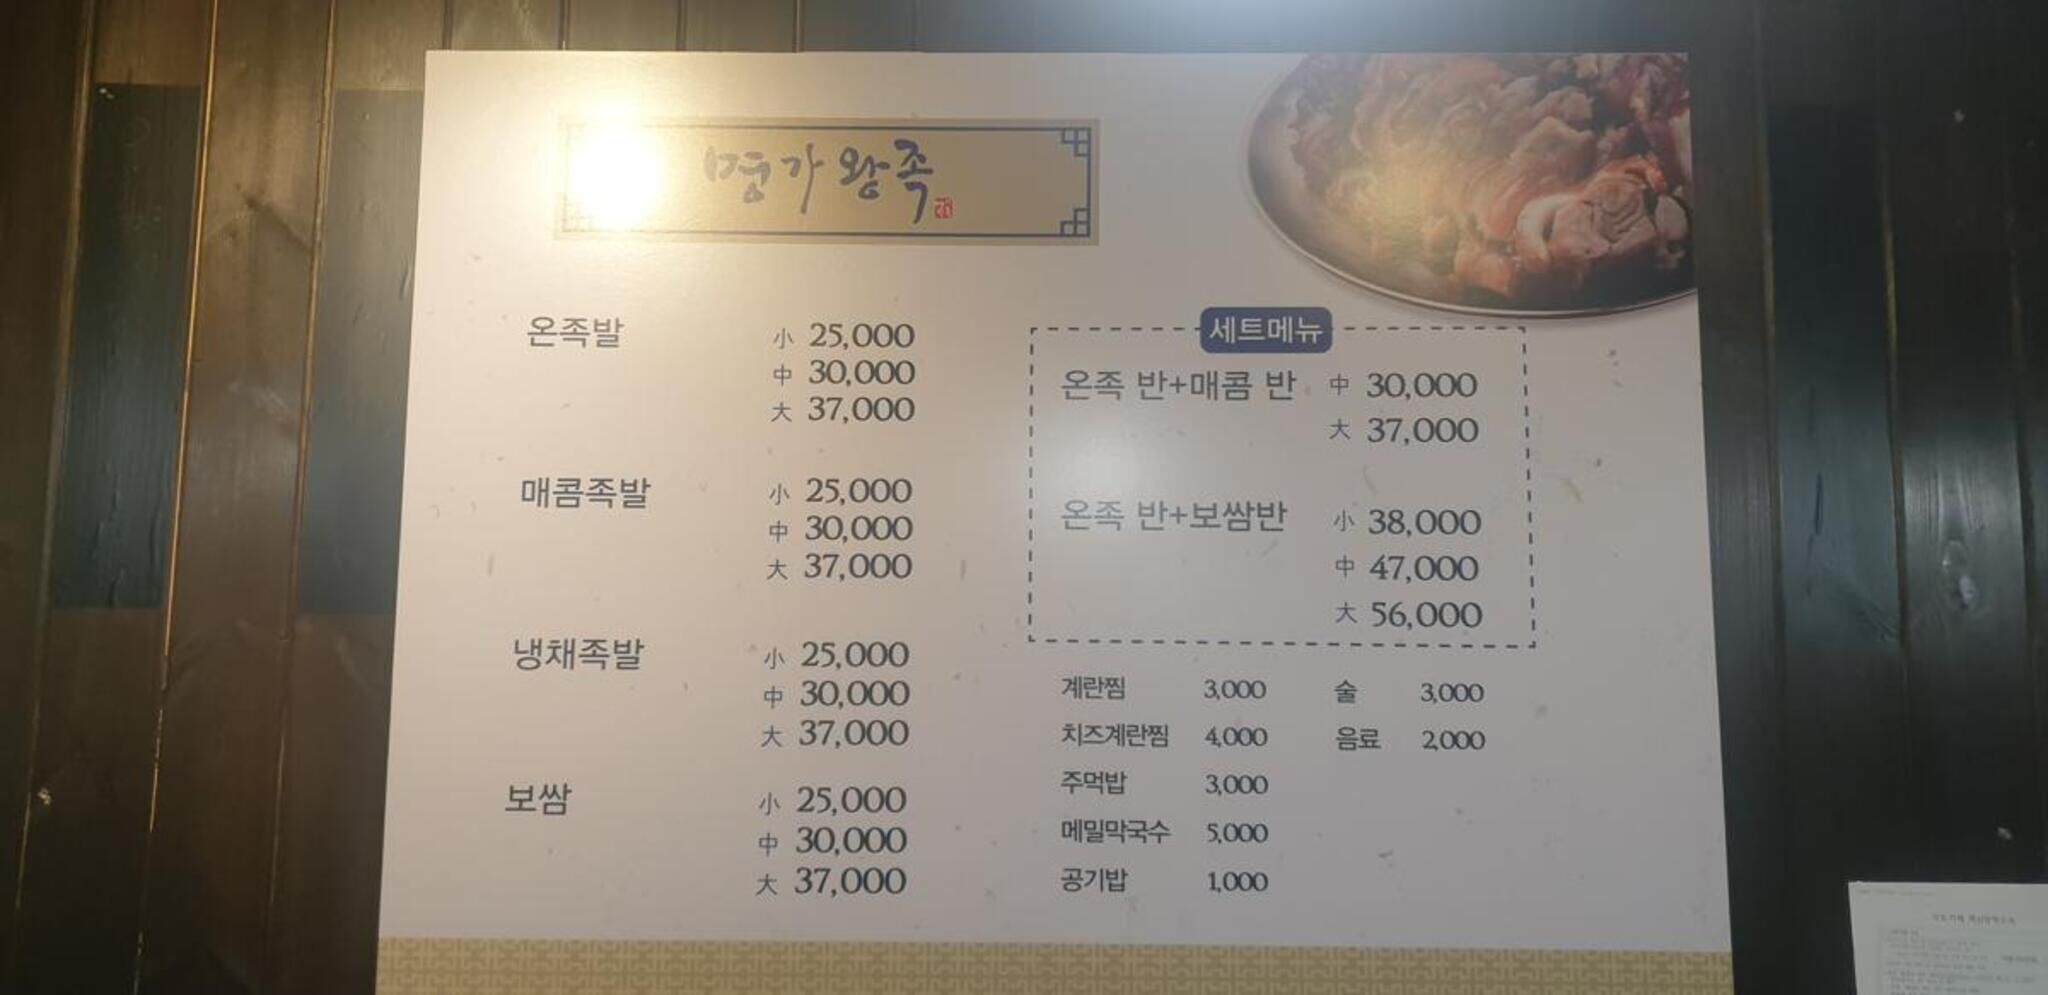 명가왕족
온족발 小 25,000
中 30,000
大 37,000
매콤족발 小 25,000
中 30,000
大 37,000
냉채족발 小 25,000
中 30,000
大 37,000
보쌈 小 25,000
中 30,000
大 37,000
세트메뉴
온족 반+매콤 반 中 30,000
大 37,000
온족 반+보쌈반 小 38,000
中 47,000
大 56,000
계란찜 3,000 술 3,000
치즈계란찜 4,000 음료 2,000
주먹밥 3,000
메밀막국수 5,000
공기밥 1,000